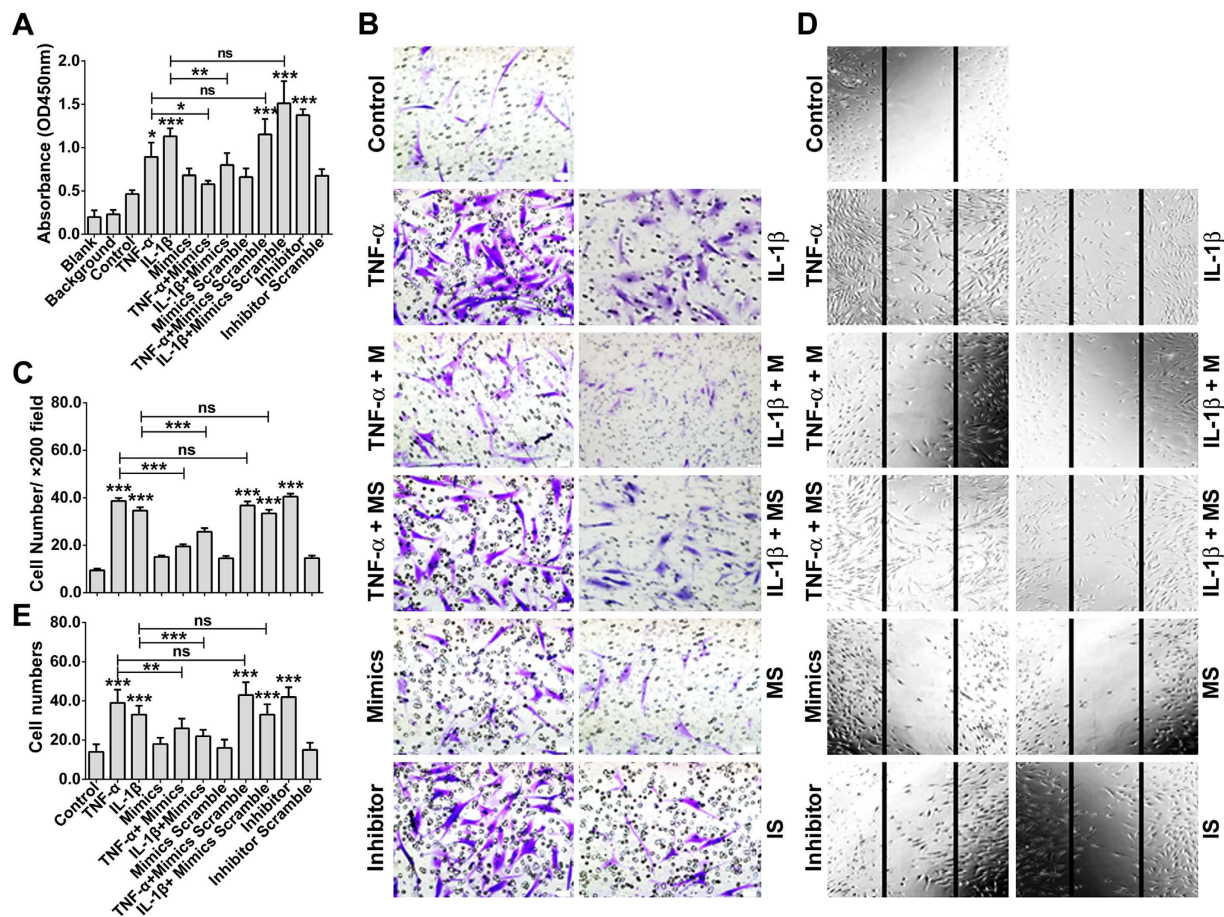 A
Absorbance (OD450nm)
2.0
1.5
1.0
0.5
0.0
ns
**
ns
*
*
***
***
***
***
Blank
Background
Control
TNF-α
IL-1β
Mimics
TNF-α+Mimics
IL-1β+Mimics
Mimics Scramble
TNF-α+Mimics Scramble
IL-1β+Mimics Scramble
Inhibitor
Inhibitor Scramble
C
Cell Number/ ×200 field
80.0
60.0
40.0
20.0
0.0
ns
***
ns
***
***
***
***
***
***
E
Cell numbers
80.0
60.0
40.0
20.0
0.0
ns
***
ns
**
***
***
***
***
***
Control
TNF-α
IL-1β
Mimics
TNF-α+ Mimics
IL-1β+Mimics
Mimics Scramble
TNF-α+Mimics Scramble
IL-1β+ Mimics Scramble
Inhibitor
Inhibitor Scramble
B
Control
TNF-α
IL-1β
TNF-α + M
IL-1β + M
TNF-α + MS
IL-1β + MS
Mimics
MS
Inhibitor
IS
D
Control
TNF-α
IL-1β
TNF-α + M
IL-1β + M
TNF-α + MS
IL-1β + MS
Mimics
MS
Inhibitor
IS